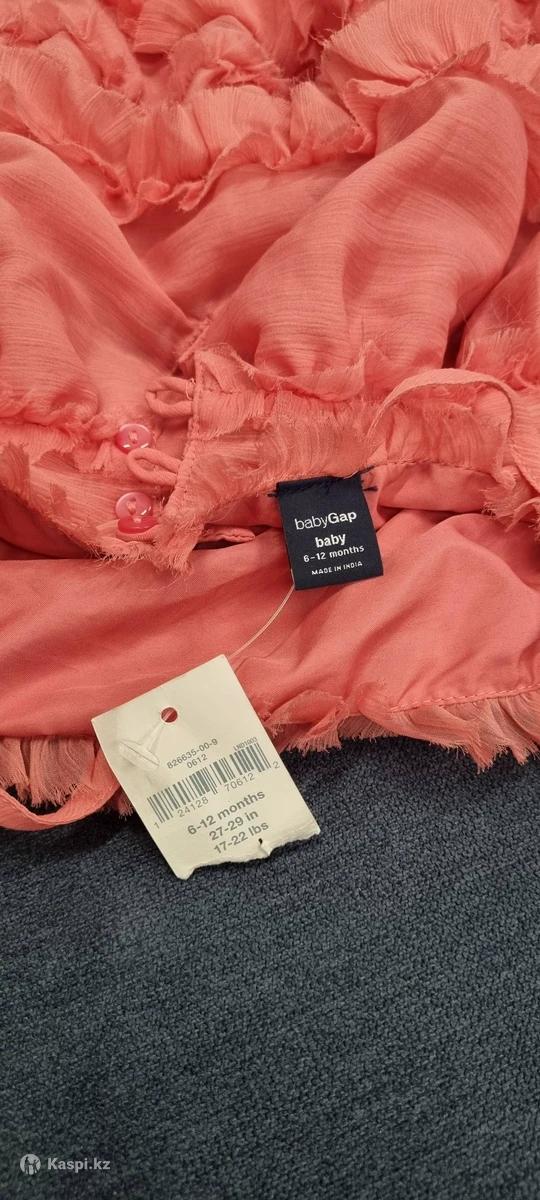 babyGap
baby
6-12 months
MADE IN INDIA
826635-00-9
0612
LND1003
1 24128 70612 2
6-12 months
27-29 in
17-22 lbs
Kaspi.kz